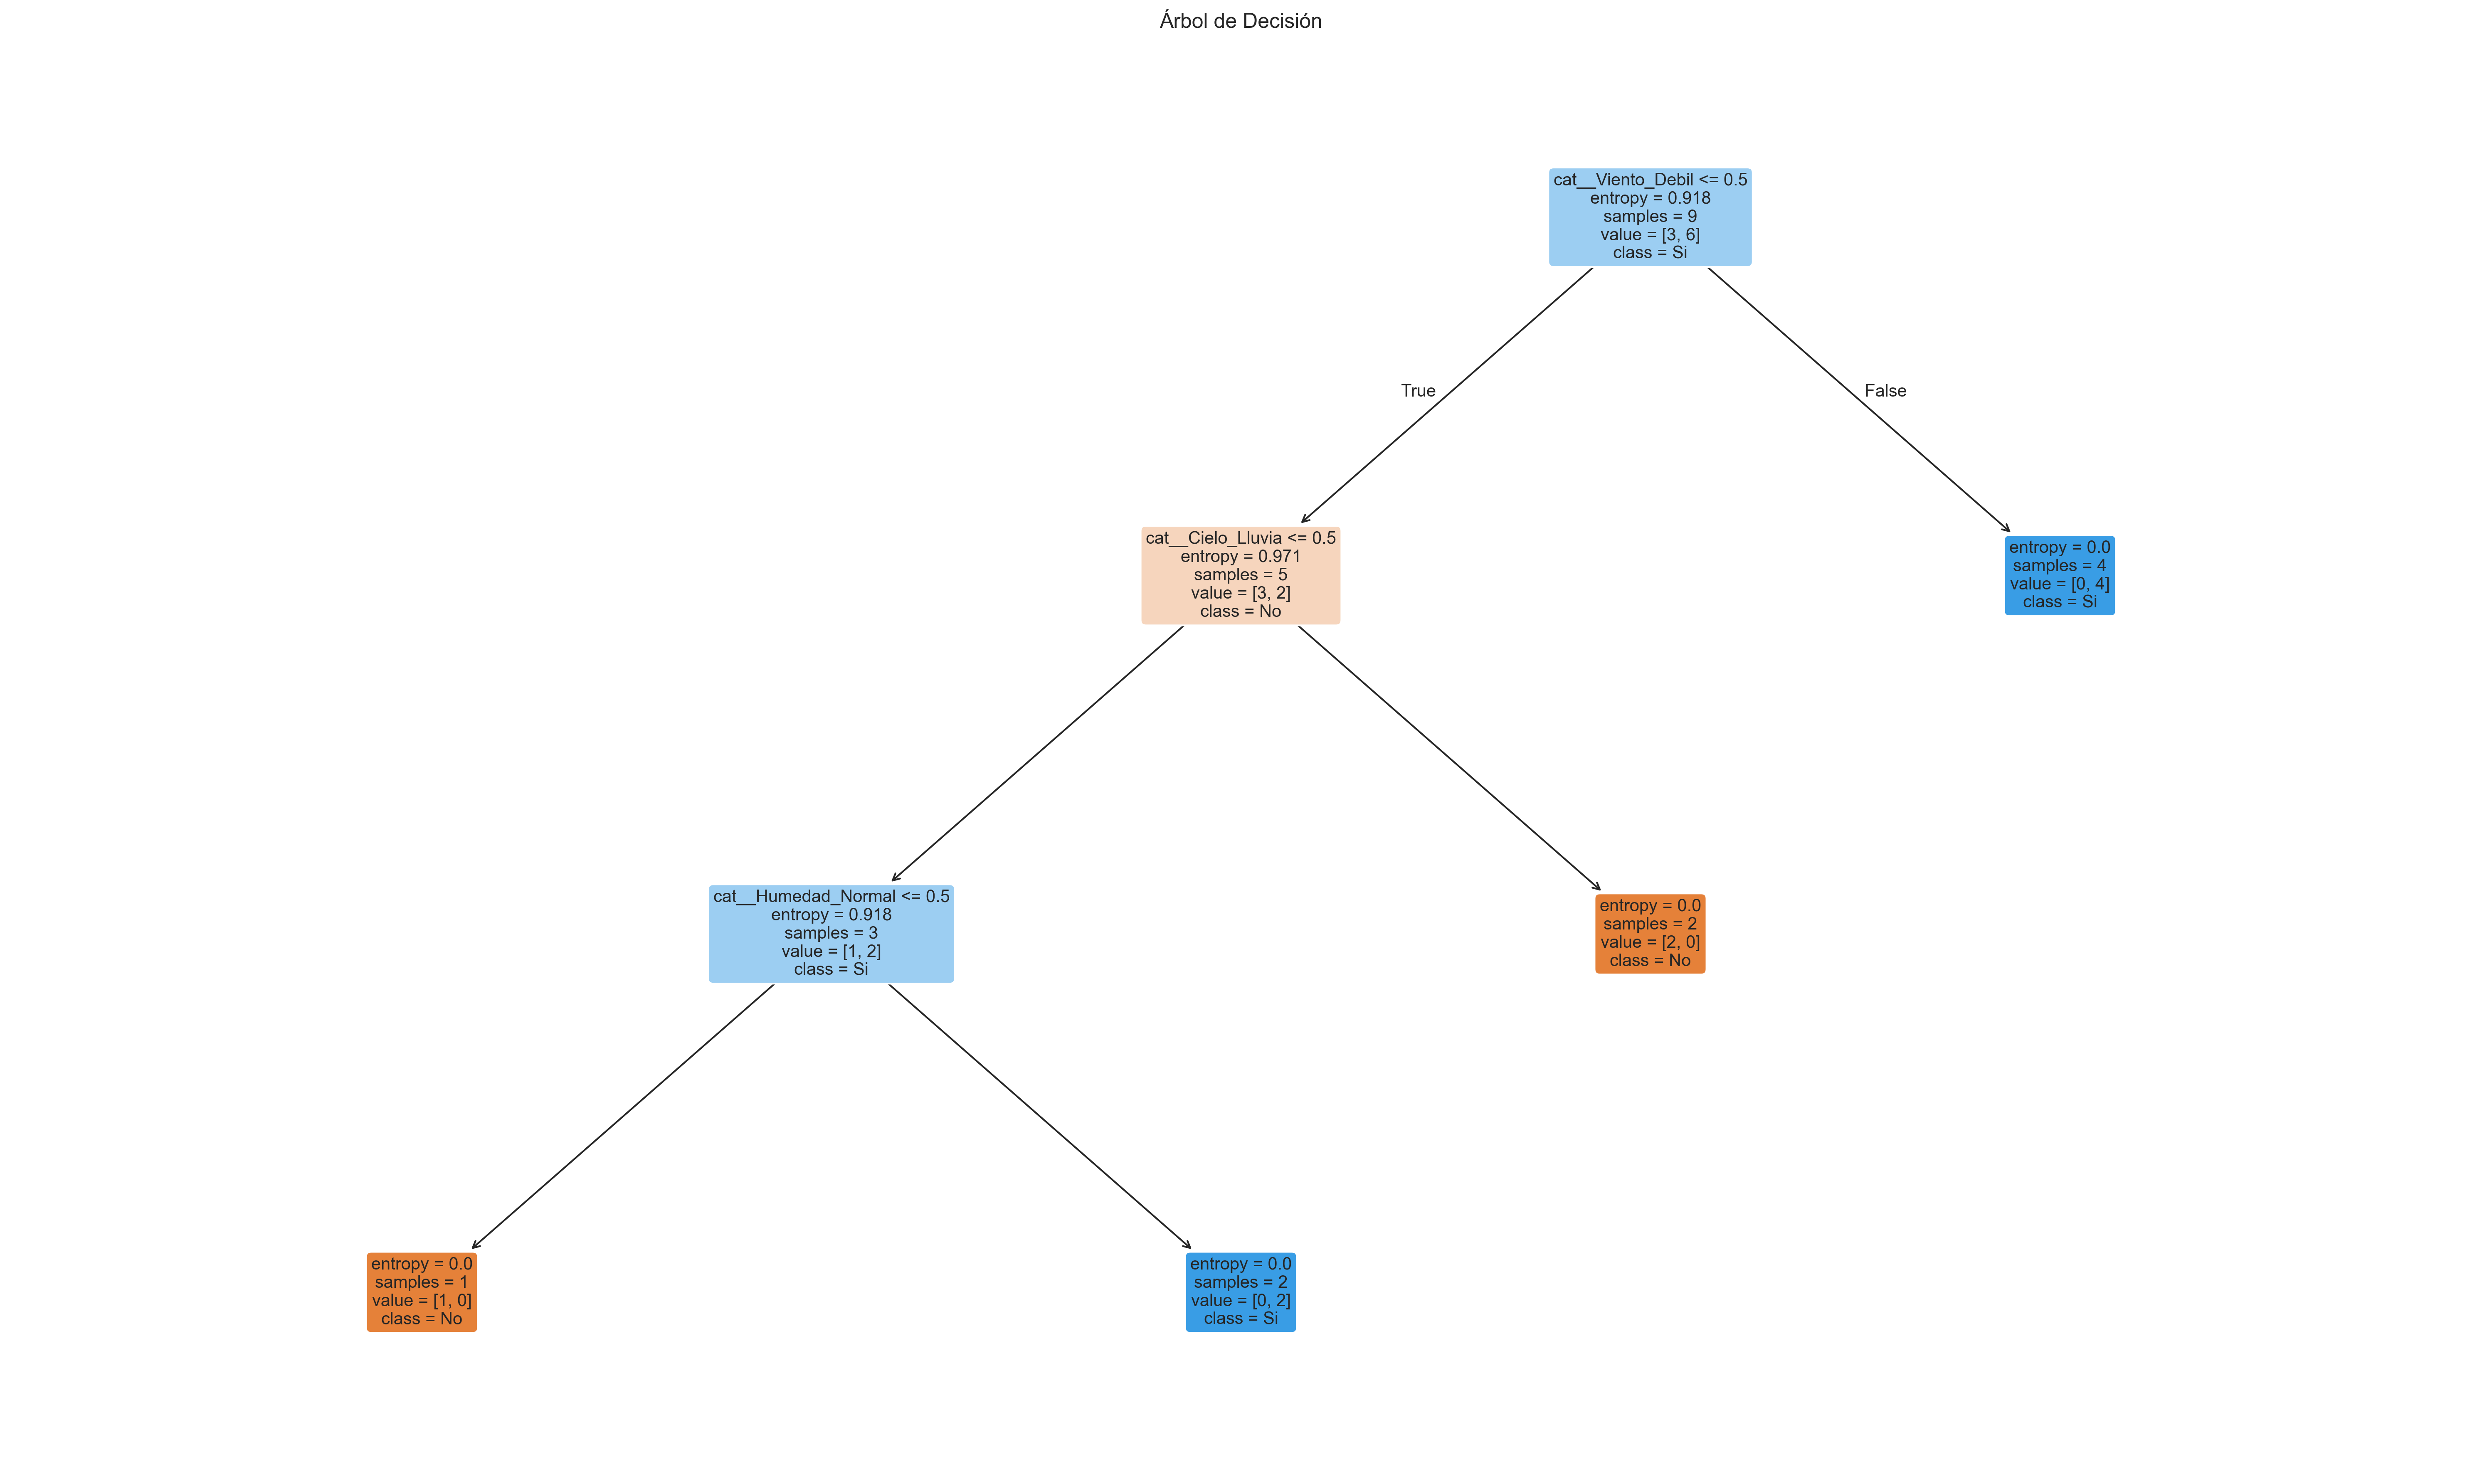 Árbol de Decisión
cat__Viento_Debil <= 0.5
entropy = 0.918
samples = 9
value = [3, 6]
class = Si
True
False
cat__Cielo_Lluvia <= 0.5
entropy = 0.971
samples = 5
value = [3, 2]
class = No
entropy = 0.0
samples = 4
value = [0, 4]
class = Si
cat__Humedad_Normal <= 0.5
entropy = 0.918
samples = 3
value = [1, 2]
class = Si
entropy = 0.0
samples = 2
value = [2, 0]
class = No
entropy = 0.0
samples = 1
value = [1, 0]
class = No
entropy = 0.0
samples = 2
value = [0, 2]
class = Si